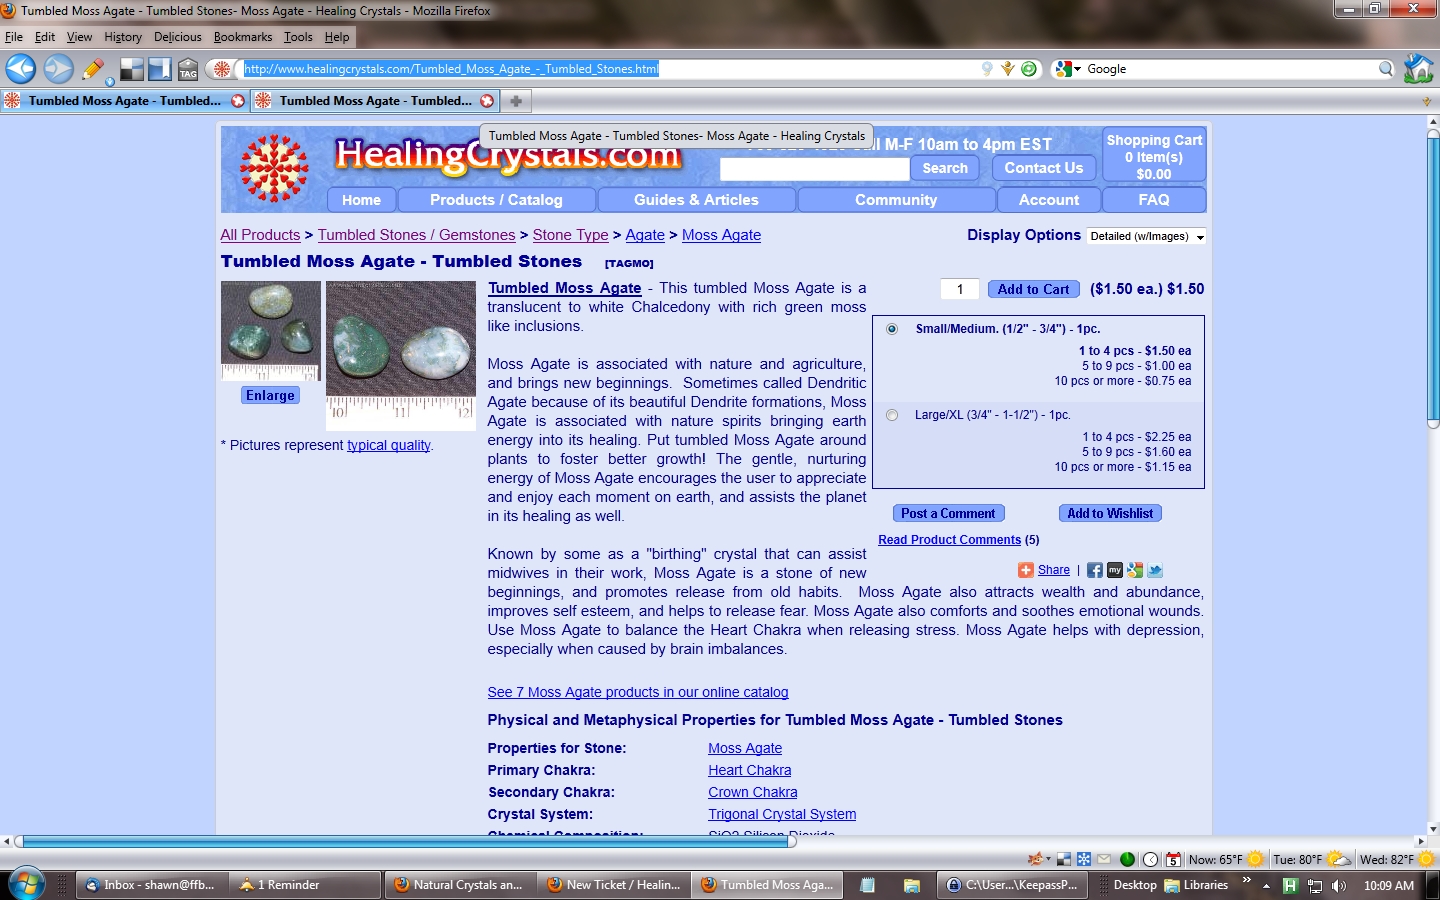 Tumbled Moss Agate - Tumbled Stones- Moss Agate - Healing Crystals - Mozilla Firefox
File Edit View History Delicious Bookmarks Tools Help
TAG
http://www.healingcrystals.com/Tumbled_Moss_Agate_-_Tumbled_Stones.html
Google
Tumbled Moss Agate - Tumbled...
Tumbled Moss Agate - Tumbled...
Tumbled Moss Agate - Tumbled Stones- Moss Agate - Healing Crystals
HealingCrystals.com
M-F 10am to 4pm EST
Search
Contact Us
Shopping Cart
0 Item(s)
$0.00
Home
Products / Catalog
Guides & Articles
Community
Account
FAQ
All Products > Tumbled Stones / Gemstones > Stone Type > Agate > Moss Agate
Display Options Detailed (w/Images)
Tumbled Moss Agate - Tumbled Stones [TAGMO]
Enlarge
10 11 12
* Pictures represent typical quality.
Tumbled Moss Agate - This tumbled Moss Agate is a
translucent to white Chalcedony with rich green moss
like inclusions.
Moss Agate is associated with nature and agriculture,
and brings new beginnings. Sometimes called Dendritic
Agate because of its beautiful Dendrite formations, Moss
Agate is associated with nature spirits bringing earth
energy into its healing. Put tumbled Moss Agate around
plants to foster better growth! The gentle, nurturing
energy of Moss Agate encourages the user to appreciate
and enjoy each moment on earth, and assists the planet
in its healing as well.
Known by some as a "birthing" crystal that can assist
midwives in their work, Moss Agate is a stone of new
beginnings, and promotes release from old habits. Moss Agate also attracts wealth and abundance,
improves self esteem, and helps to release fear. Moss Agate also comforts and soothes emotional wounds.
Use Moss Agate to balance the Heart Chakra when releasing stress. Moss Agate helps with depression,
especially when caused by brain imbalances.
1 Add to Cart ($1.50 ea.) $1.50
Small/Medium. (1/2" - 3/4") - 1pc.
1 to 4 pcs - $1.50 ea
5 to 9 pcs - $1.00 ea
10 pcs or more - $0.75 ea
Large/XL (3/4" - 1-1/2") - 1pc.
1 to 4 pcs - $2.25 ea
5 to 9 pcs - $1.60 ea
10 pcs or more - $1.15 ea
Post a Comment
Add to Wishlist
Read Product Comments (5)
Share |
my
See 7 Moss Agate products in our online catalog
Physical and Metaphysical Properties for Tumbled Moss Agate - Tumbled Stones
Properties for Stone: Moss Agate
Primary Chakra: Heart Chakra
Secondary Chakra: Crown Chakra
Crystal System: Trigonal Crystal System
Chemical Composition: SiO2 Silicon Dioxide
5 Now: 65°F Tue: 80°F Wed: 82°F
Inbox - shawn@ffb...
1 Reminder
Natural Crystals an...
New Ticket / Healin...
Tumbled Moss Aga...
C:\User...\KeepassP...
Desktop
Libraries
H
10:09 AM